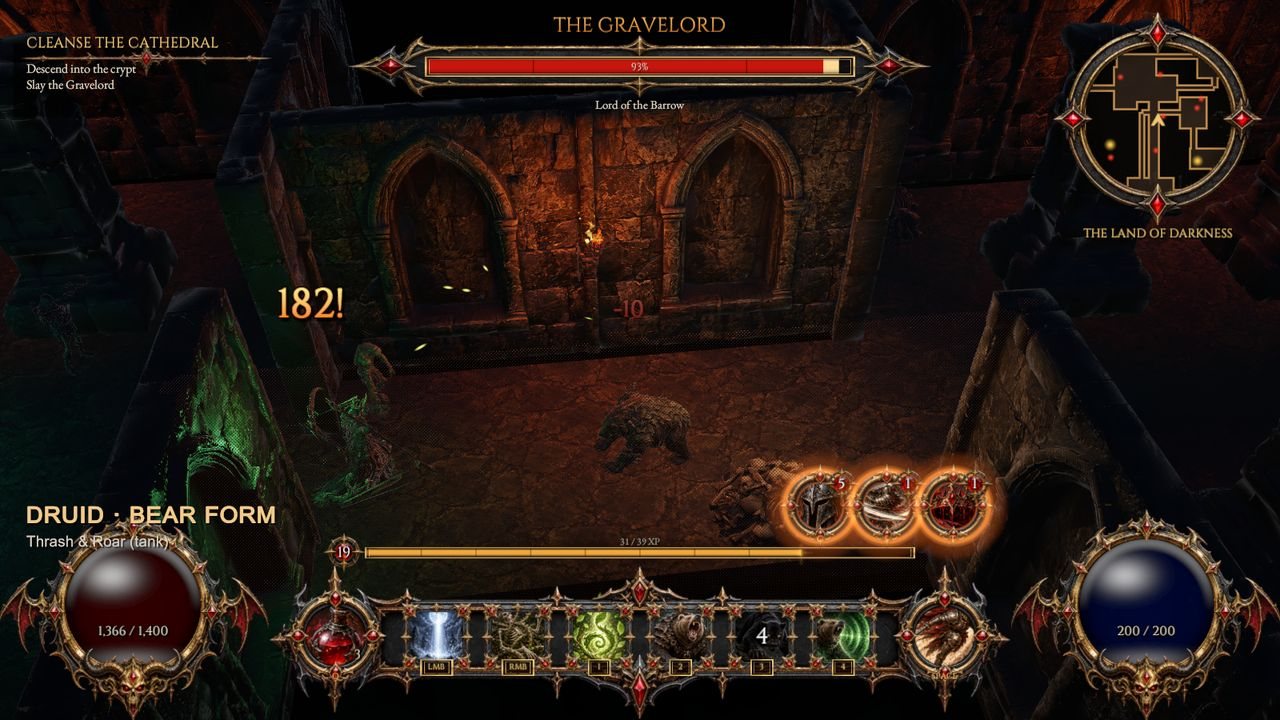 THE GRAVELORD
CLEANSE THE CATHEDRAL
Descend into the crypt
Slay the Gravelord
93%
Lord of the Barrow
THE LAND OF DARKNESS
182!
-10
5
1
1
DRUID · BEAR FORM
Thrash & Roar (tank)
19
31 / 39 XP
1,366 / 1,400
3
4
200 / 200
LMB
RMB
1
2
3
4